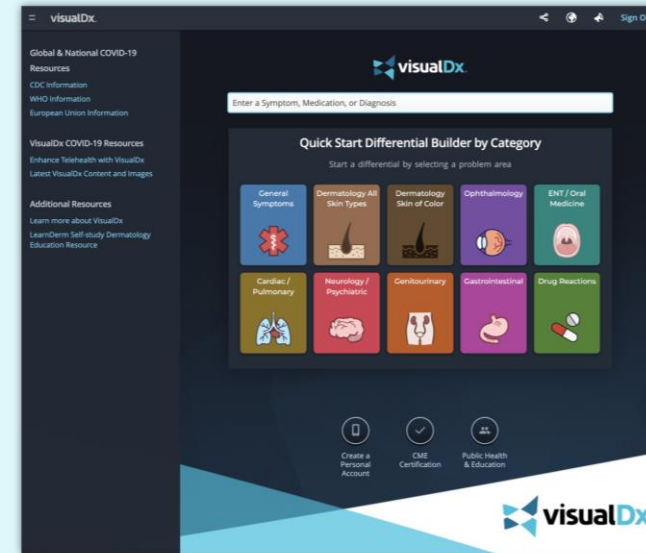 visualDx.
Sign O
Global & National COVID-19
Resources
CDC Information
WHO Information
European Union Information
VisualDx COVID-19 Resources
Enhance Telehealth with VisualDx
Latest VisualDx Content and Images
Additional Resources
Learn more about VisualDx
LearnDerm Self-study Dermatology
Education Resource
visualDx.
Enter a Symptom, Medication, or Diagnosis
Quick Start Differential Builder by Category
Start a differential by selecting a problem area
General
Symptoms
Dermatology All
Skin Types
Dermatology
Skin of Color
Ophthalmology
ENT / Oral
Medicine
Cardiac /
Pulmonary
Neurology /
Psychiatric
Genitourinary
Gastrointestinal
Drug Reactions
Create a
Personal
Account
CME
Certification
Public Health
& Education
visualDx